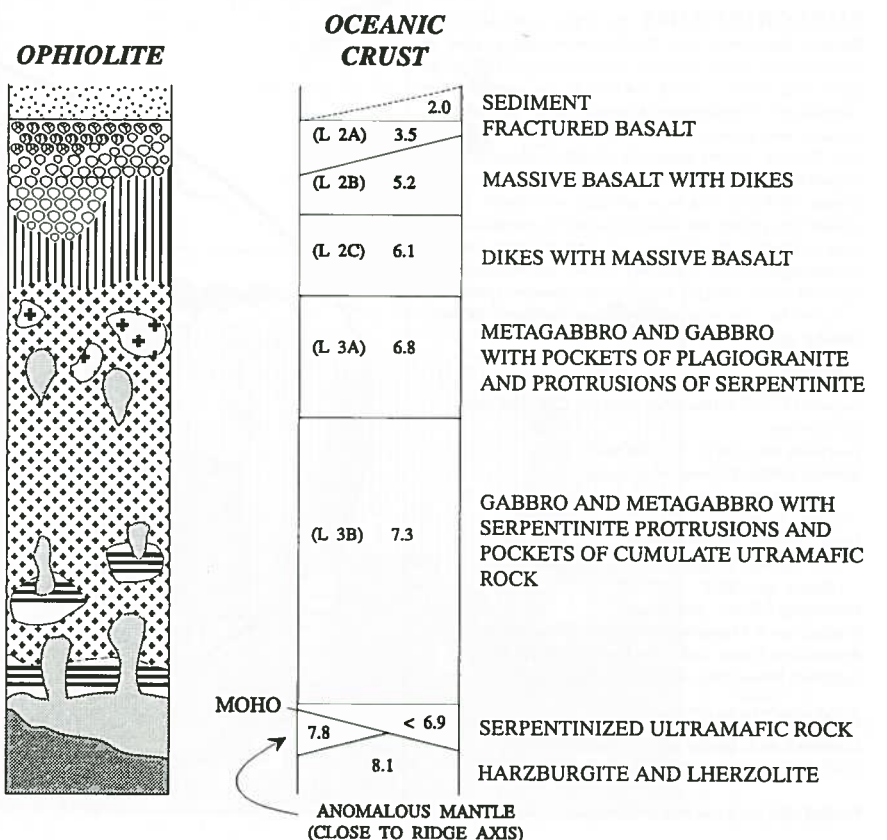 OPHIOLITE
OCEANIC
CRUST
2.0
SEDIMENT
(L 2A) 3.5
FRACTURED BASALT
(L 2B) 5.2
MASSIVE BASALT WITH DIKES
(L 2C) 6.1
DIKES WITH MASSIVE BASALT
(L 3A) 6.8
METAGABBRO AND GABBRO
WITH POCKETS OF PLAGIOGRANITE
AND PROTRUSIONS OF SERPENTINITE
(L 3B) 7.3
GABBRO AND METAGABBRO WITH
SERPENTINITE PROTRUSIONS AND
POCKETS OF CUMULATE UTRAMAFIC
ROCK
MOHO
7.8
< 6.9
SERPENTINIZED ULTRAMAFIC ROCK
8.1
HARZBURGITE AND LHERZOLITE
ANOMALOUS MANTLE
(CLOSE TO RIDGE AXIS)